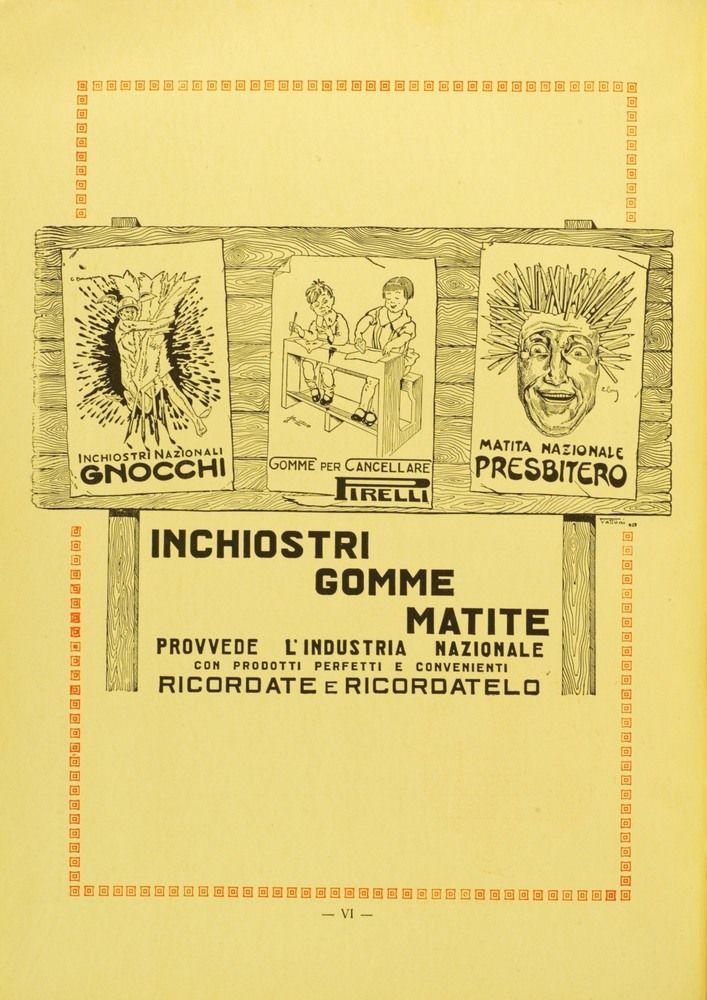 INCHIOSTRI NAZIONALI
GNOCCHI
GOMME PER CANCELLARE
PIRELLI
MATITA NAZIONALE
PRESBITERO
INCHIOSTRI
GOMME
MATITE
PROVVEDE L'INDUSTRIA NAZIONALE
CON PRODOTTI PERFETTI E CONVENIENTI
RICORDATE E RICORDATELO
— VI —